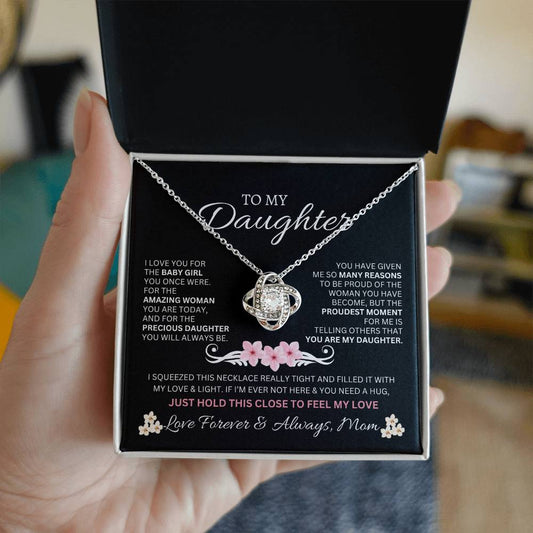 TO MY
Daughter
I LOVE YOU FOR
THE BABY GIRL
YOU ONCE WERE.
FOR THE
AMAZING WOMAN
YOU ARE TODAY,
AND FOR THE
PRECIOUS DAUGHTER
YOU WILL ALWAYS BE.
YOU HAVE GIVEN
ME SO MANY REASONS
TO BE PROUD OF THE
WOMAN YOU HAVE
BECOME, BUT THE
PROUDEST MOMENT
FOR ME IS
TELLING OTHERS THAT
YOU ARE MY DAUGHTER.
I SQUEEZED THIS NECKLACE REALLY TIGHT AND FILLED IT WITH
MY LOVE & LIGHT. IF I'M EVER NOT HERE & YOU NEED A HUG,
JUST HOLD THIS CLOSE TO FEEL MY LOVE
Love Forever & Always, Mom